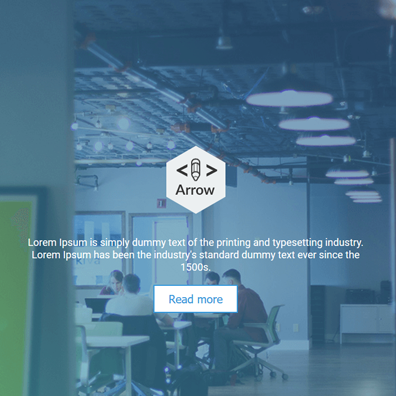 Arrow
Lorem Ipsum is simply dummy text of the printing and typesetting industry.
Lorem Ipsum has been the industry's standard dummy text ever since the
1500s.
Read more